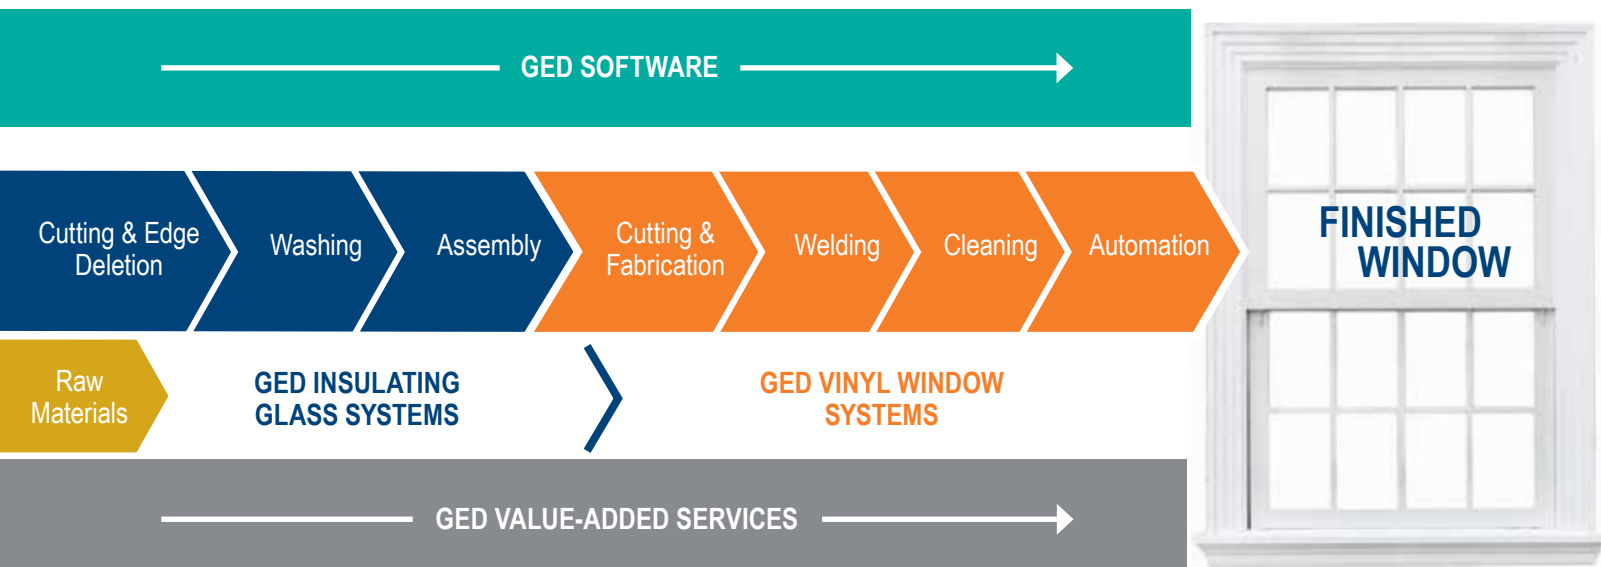 GED SOFTWARE
Cutting & Edge
Deletion
Washing
Assembly
Cutting &
Fabrication
Welding
Cleaning
Automation
FINISHED
WINDOW
Raw
Materials
GED INSULATING
GLASS SYSTEMS
GED VINYL WINDOW
SYSTEMS
GED VALUE-ADDED SERVICES